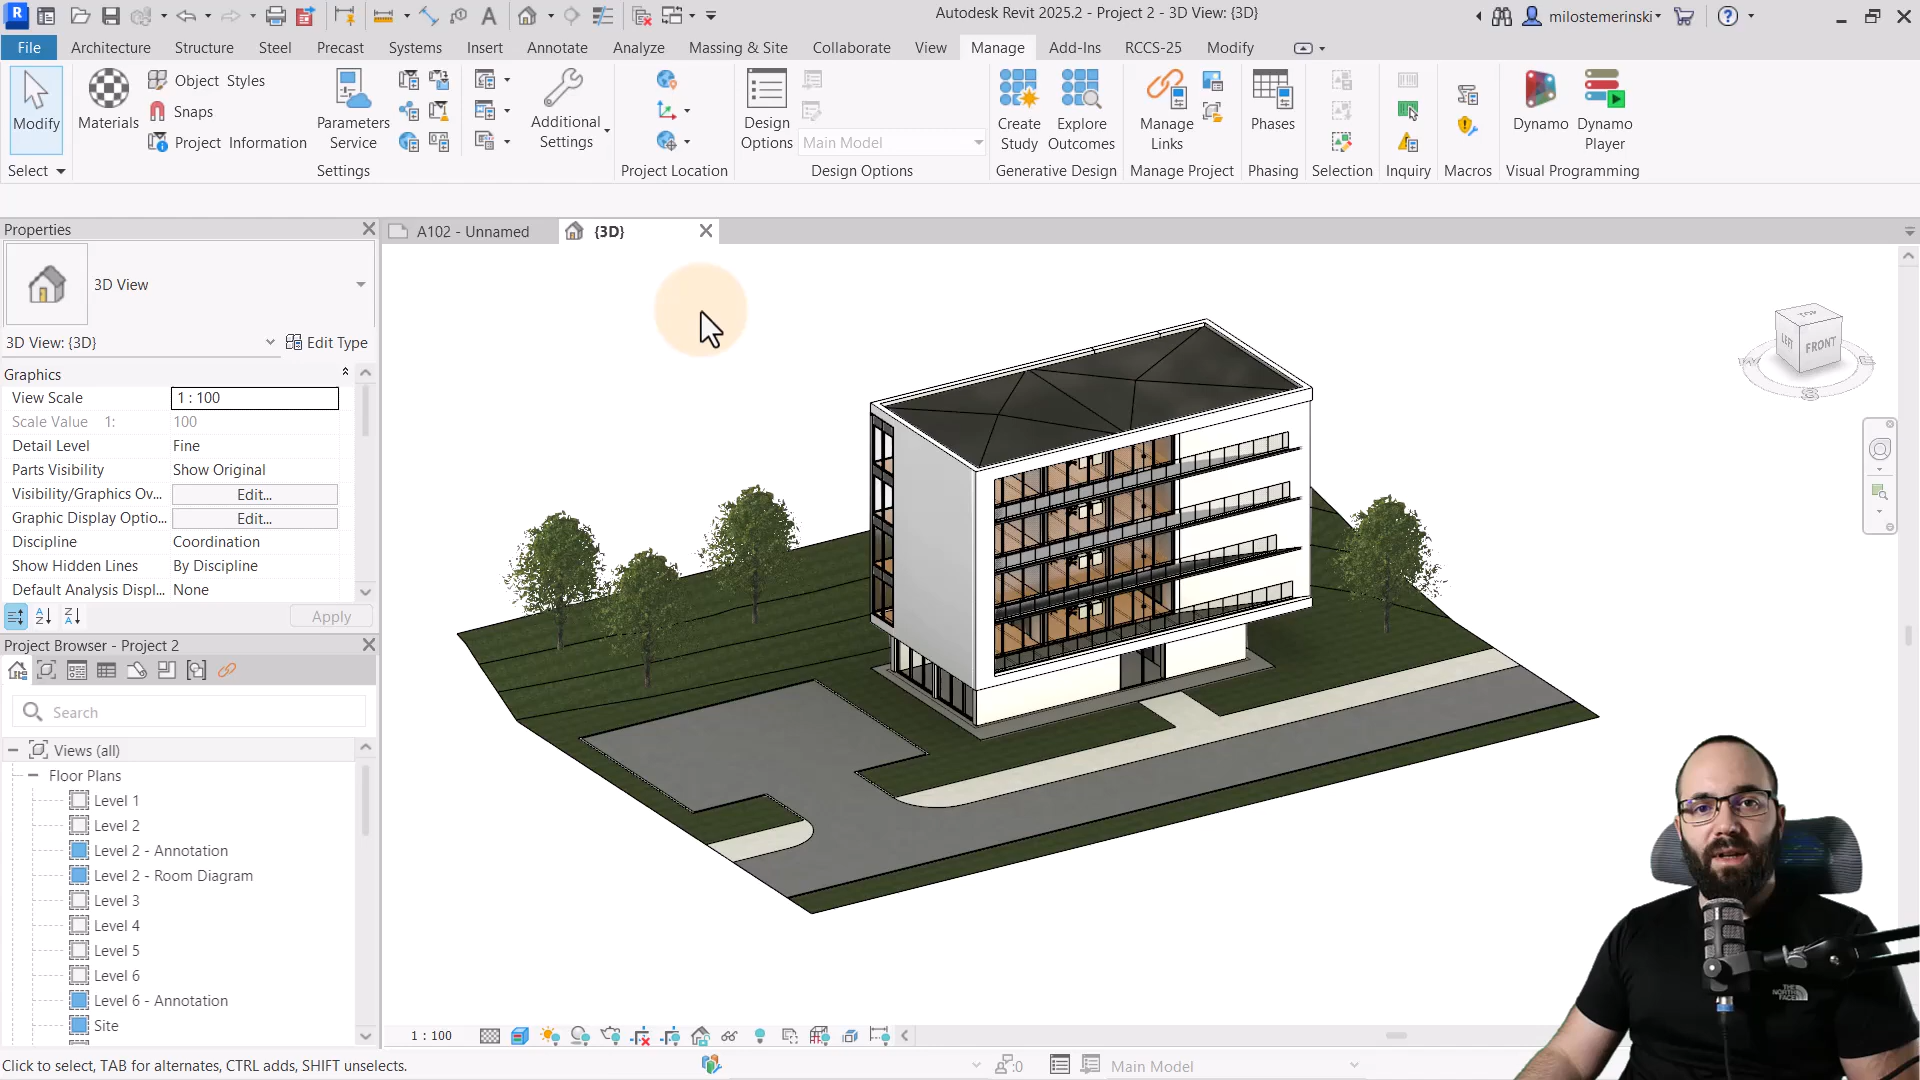 Autodesk Revit 2025.2 - Project 2 - 3D View: {3D}
milostemerinski
File
Architecture
Structure
Steel
Precast
Systems
Insert
Annotate
Analyze
Massing & Site
Collaborate
View
Manage
Add-Ins
RCCS-25
Modify
Modify
Materials
Object Styles
Snaps
Project Information
Parameters
Service
Additional
Settings
Design
Options
Main Model
Create
Study
Explore
Outcomes
Manage
Links
Phases
Dynamo
Dynamo
Player
Select
Settings
Project Location
Design Options
Generative Design
Manage Project
Phasing
Selection
Inquiry
Macros
Visual Programming
Properties
A102 - Unnamed
{3D}
3D View
3D View: {3D}
Edit Type
Graphics
View Scale
1 : 100
Scale Value 1:
100
Detail Level
Fine
Parts Visibility
Show Original
Visibility/Graphics Ov...
Edit...
Graphic Display Optio...
Edit...
Discipline
Coordination
Show Hidden Lines
By Discipline
Default Analysis Displ...
None
Apply
TOP
LEFT
FRONT
S
E
Project Browser - Project 2
Search
Views (all)
Floor Plans
Level 1
Level 2
Level 2 - Annotation
Level 2 - Room Diagram
Level 3
Level 4
Level 5
Level 6
Level 6 - Annotation
Site
THE
NORTH
FACE
1 : 100
Click to select, TAB for alternates, CTRL adds, SHIFT unselects.
:0
Main Model